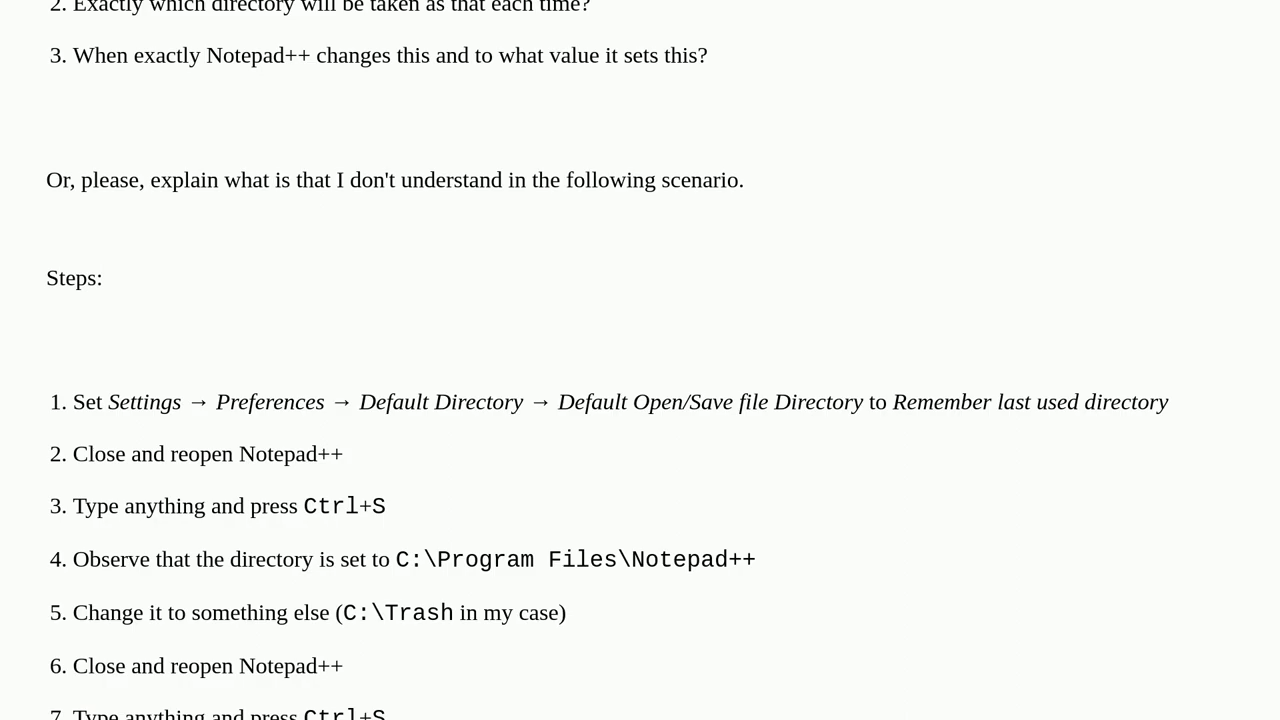 2. Exactly which directory will be taken as that each time?
3. When exactly Notepad++ changes this and to what value it sets this?
Or, please, explain what is that I don't understand in the following scenario.
Steps:
1. Set Settings → Preferences → Default Directory → Default Open/Save file Directory to Remember last used directory
2. Close and reopen Notepad++
3. Type anything and press Ctrl+S
4. Observe that the directory is set to C:\Program Files\Notepad++
5. Change it to something else (C:\Trash in my case)
6. Close and reopen Notepad++
7. Type anything and press Ctrl+S